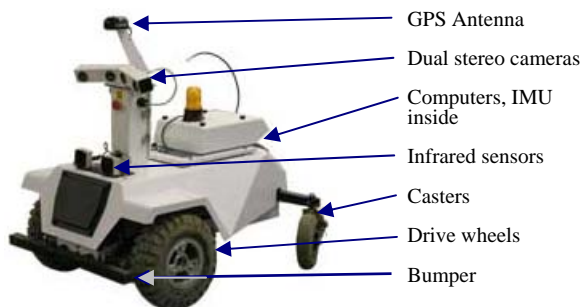 GPS Antenna
Dual stereo cameras
Computers, IMU
inside
Infrared sensors
Casters
Drive wheels
Bumper